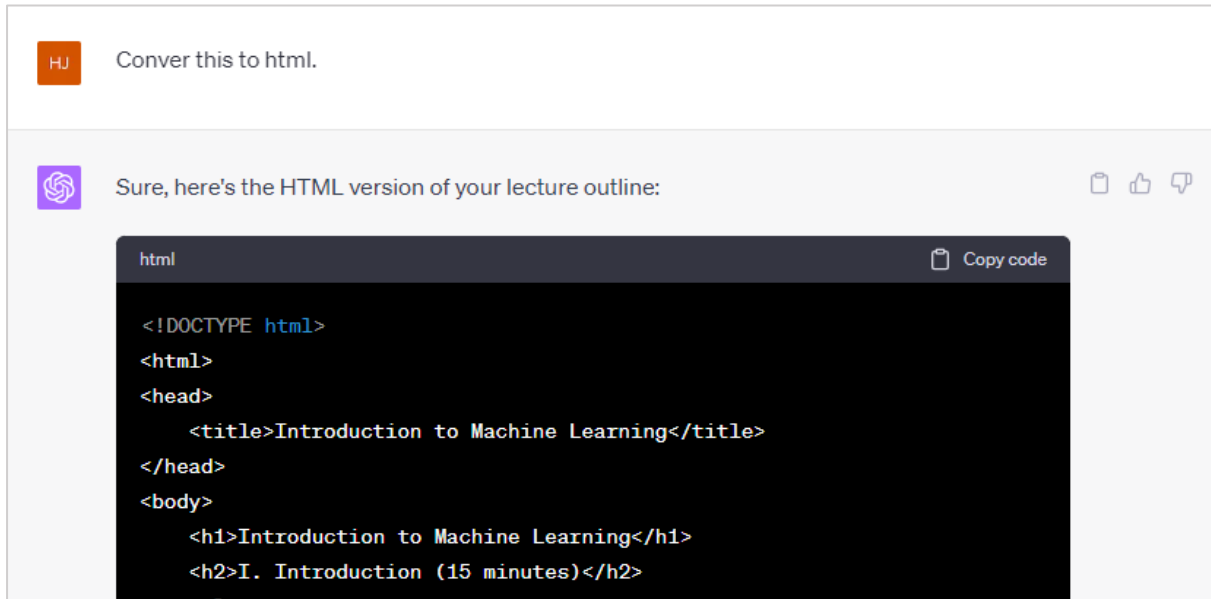 HJ
Conver this to html.
Sure, here's the HTML version of your lecture outline:
html
Copy code
<!DOCTYPE html>
<html>
<head>
    <title>Introduction to Machine Learning</title>
</head>
<body>
    <h1>Introduction to Machine Learning</h1>
    <h2>I. Introduction (15 minutes)</h2>